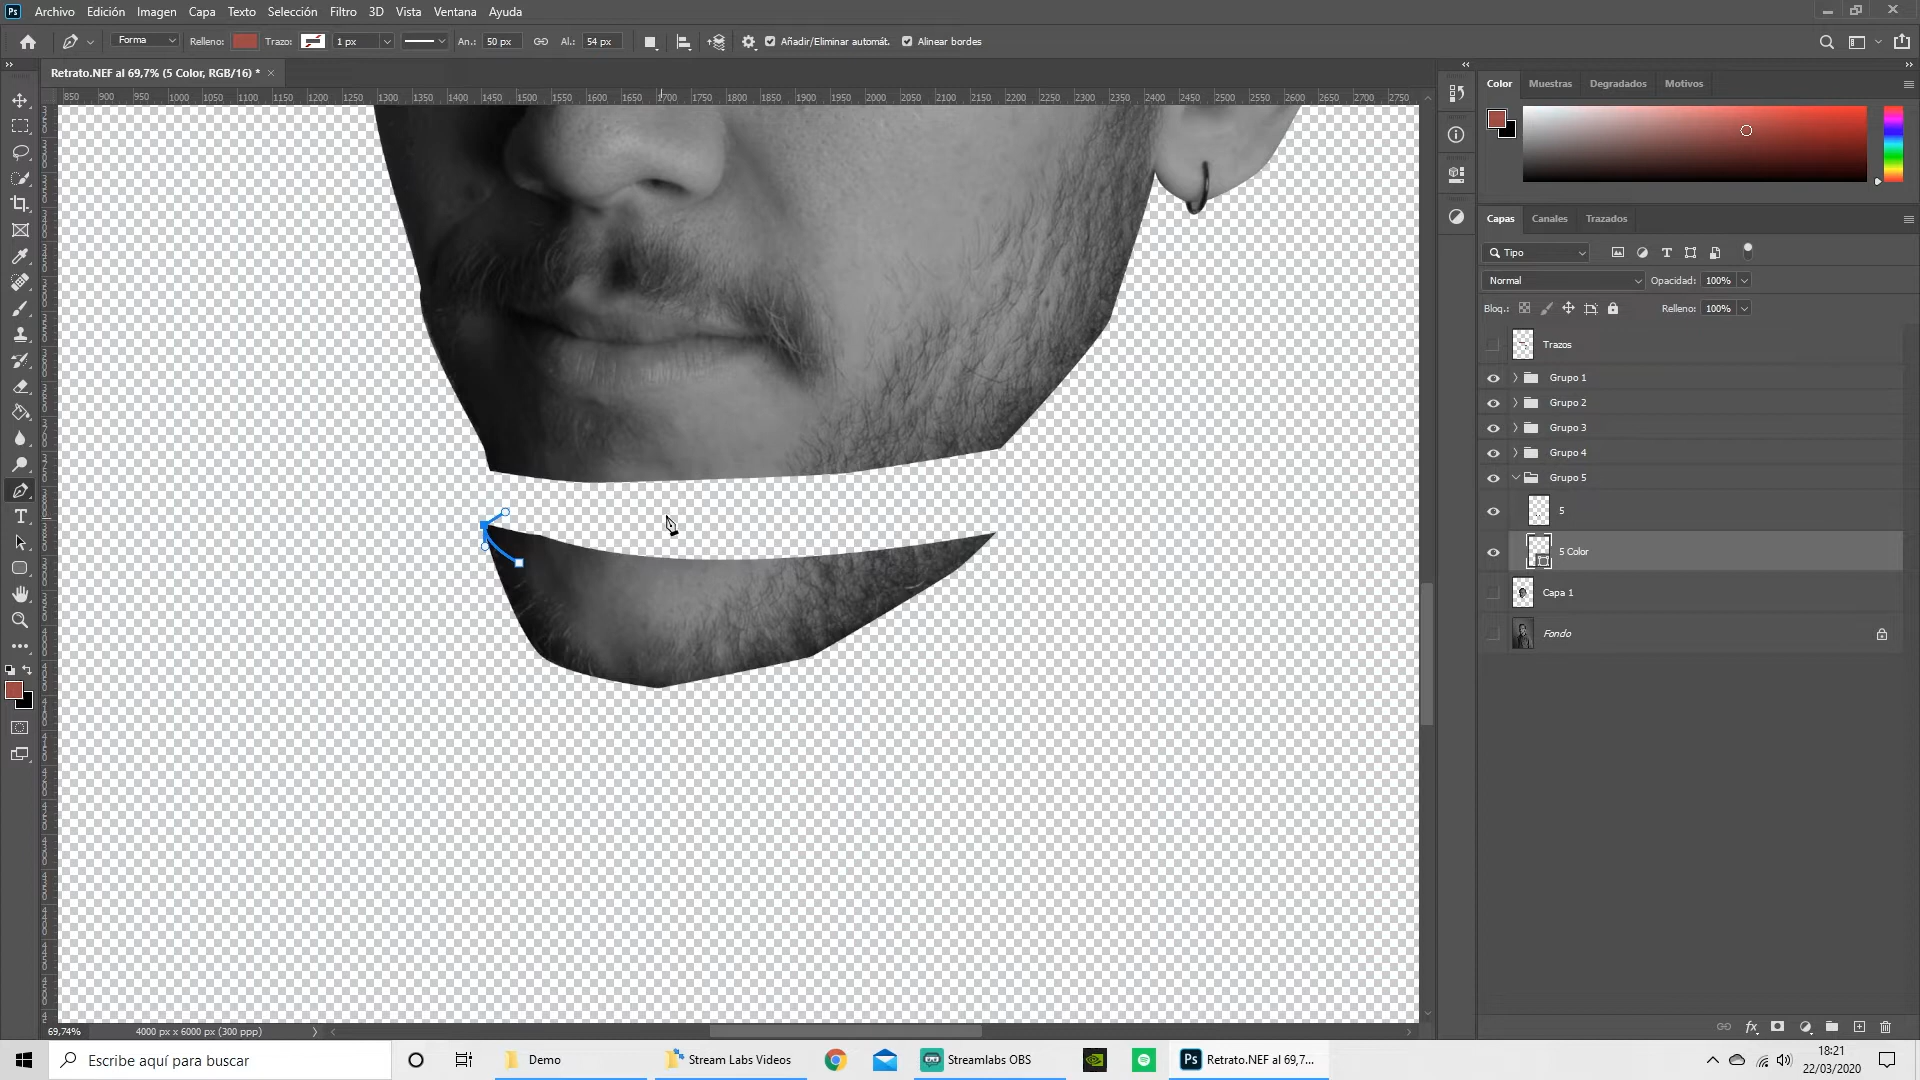 Ps Archivo Edición Imagen Capa Texto Selección Filtro 3D Vista Ventana Ayuda
Forma Relleno: Trazo: 1 px An.: 50 px Al.: 54 px Añadir/Eliminar automát. Alinear bordes
Retrato.NEF al 69,7% (5 Color, RGB/16) *
850 900 950 1000 1050 1100 1150 1200 1250 1300 1350 1400 1450 1500 1550 1600 1650 1700 1750 1800 1850 1900 1950 2000 2050 2100 2150 2200 2250 2300 2350 2400 2450 2500 2550 2600 2650 2700 2750
Color Muestras Degradados Motivos
Capas Canales Trazados
Tipo
Normal Opacidad: 100%
Bloq.: Relleno: 100%
Trazos
Grupo 1
Grupo 2
Grupo 3
Grupo 4
Grupo 5
5
5 Color
Capa 1
Fondo
fx
69,74% 4000 px x 6000 px (300 ppp)
Escribe aquí para buscar
Demo
Stream Labs Videos
Streamlabs OBS
Ps Retrato.NEF al 69,7...
18:21
22/03/2020